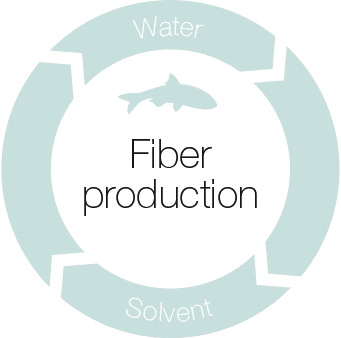 Water
Fiber
production
Solvent